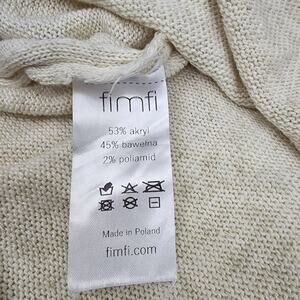 fimfi
53% akryl
45% bawełna
2% poliamid
Made in Poland
fimfi.com